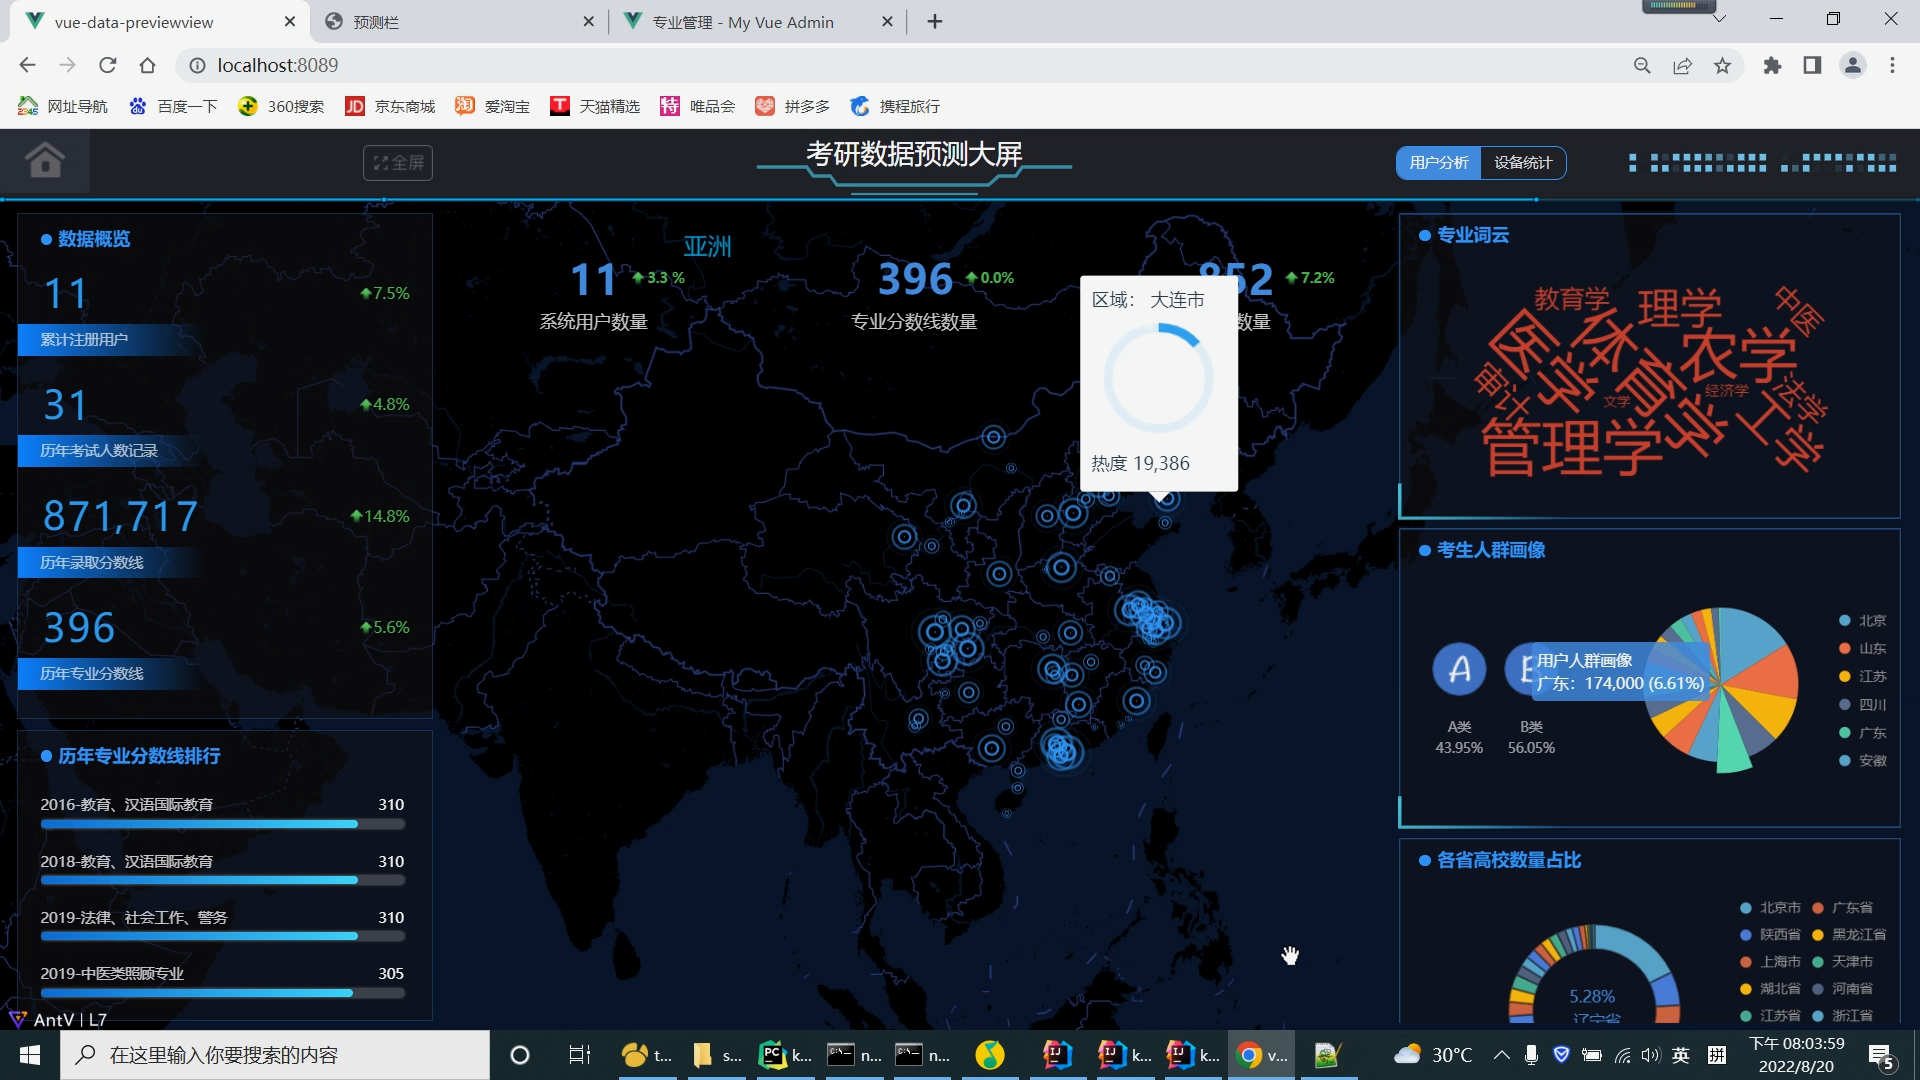 vue-data-previewview
预测栏
专业管理 - My Vue Admin
localhost:8089
网址导航
百度一下
360搜索
京东商城
爱淘宝
天猫精选
唯品会
拼多多
携程旅行
全屏
考研数据预测大屏
用户分析
设备统计
数据概览
11
7.5%
累计注册用户
31
4.8%
历年考试人数记录
871,717
14.8%
历年录取分数线
396
5.6%
历年专业分数线
历年专业分数线排行
2016-教育、汉语国际教育 310
2018-教育、汉语国际教育 310
2019-法律、社会工作、警务 310
2019-中医类照顾专业 305
AntV | L7
亚洲
11 3.3 %
系统用户数量
396 0.0%
专业分数线数量
52 7.2%
数量
区域： 大连市
热度 19,386
专业词云
教育学
理学
中医
医学
体育学
农学
审计
文学
经济学
法学
工学
管理学
考生人群画像
A
A类
43.95%
B类
56.05%
用户人群画像
广东：174,000 (6.61%)
北京
山东
江苏
四川
广东
安徽
各省高校数量占比
5.28%
辽宁省
北京市 广东省
陕西省 黑龙江省
上海市 天津市
湖北省 河南省
江苏省 浙江省
在这里输入你要搜索的内容
t...
s...
k...
n...
n...
k...
k...
v...
30°C
英
拼
下午 08:03:59
2022/8/20
5